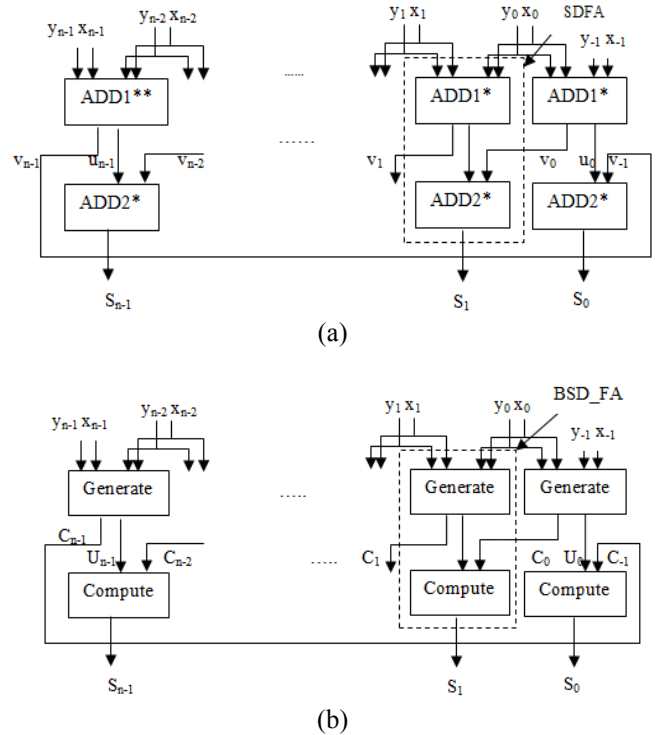 SDFA
y₁ x₁ y₀ x₀
yₙ₋₁ xₙ₋₁ yₙ₋₂ xₙ₋₂ y₋₁ x₋₁
ADD1** ...... ADD1* ADD1*
vₙ₋₁ uₙ₋₁ vₙ₋₂ ...... v₁ v₀ u₀ v₋₁
ADD2* ADD2* ADD2*
Sₙ₋₁ S₁ S₀
(a)
BSD_FA
yₙ₋₁ xₙ₋₁ yₙ₋₂ xₙ₋₂ y₁ x₁ y₀ x₀ y₋₁ x₋₁
Generate ..... Generate Generate
Cₙ₋₁ Uₙ₋₁ Cₙ₋₂ ..... C₁ C₀ U₀ C₋₁
Compute Compute Compute
Sₙ₋₁ S₁ S₀
(b)